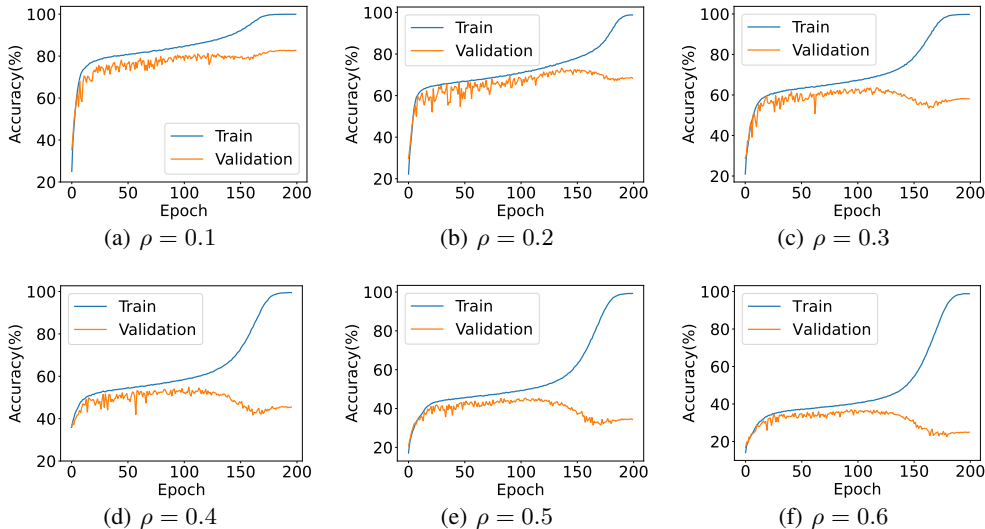 100
80
60
40
20
Accuracy(%)
Train
Validation
0 50 100 150 200
Epoch
(a) ρ = 0.1
100
80
60
40
20
Accuracy(%)
Train
Validation
0 50 100 150 200
Epoch
(b) ρ = 0.2
100
80
60
40
20
Accuracy(%)
Train
Validation
0 50 100 150 200
Epoch
(c) ρ = 0.3
100
80
60
40
20
Accuracy(%)
Train
Validation
0 50 100 150 200
Epoch
(d) ρ = 0.4
100
80
60
40
20
Accuracy(%)
Train
Validation
0 50 100 150 200
Epoch
(e) ρ = 0.5
100
80
60
40
20
Accuracy(%)
Train
Validation
0 50 100 150 200
Epoch
(f) ρ = 0.6